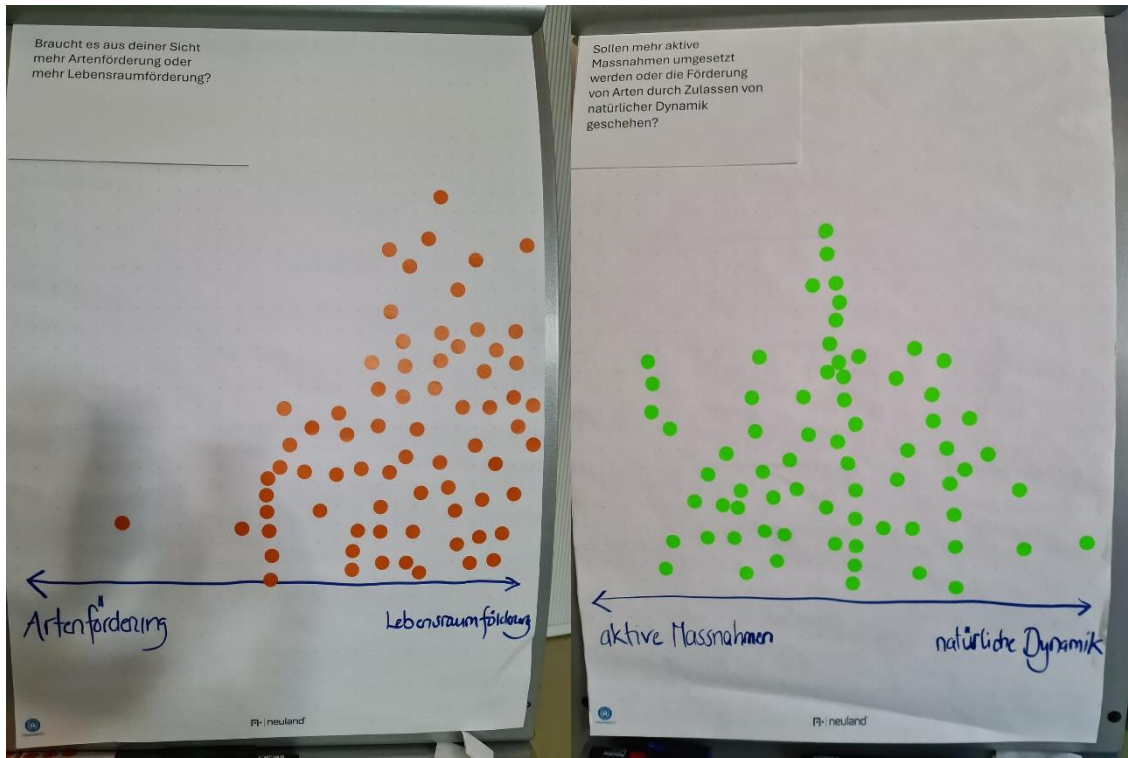 Braucht es aus deiner Sicht
mehr Artenförderung oder
mehr Lebensraumförderung?
Artenförderung
Lebensraumförderung
neuland
Sollen mehr aktive
Massnahmen umgesetzt
werden oder die Förderung
von Arten durch Zulassen von
natürlicher Dynamik
geschehen?
aktive Massnahmen
natürliche Dynamik
neuland